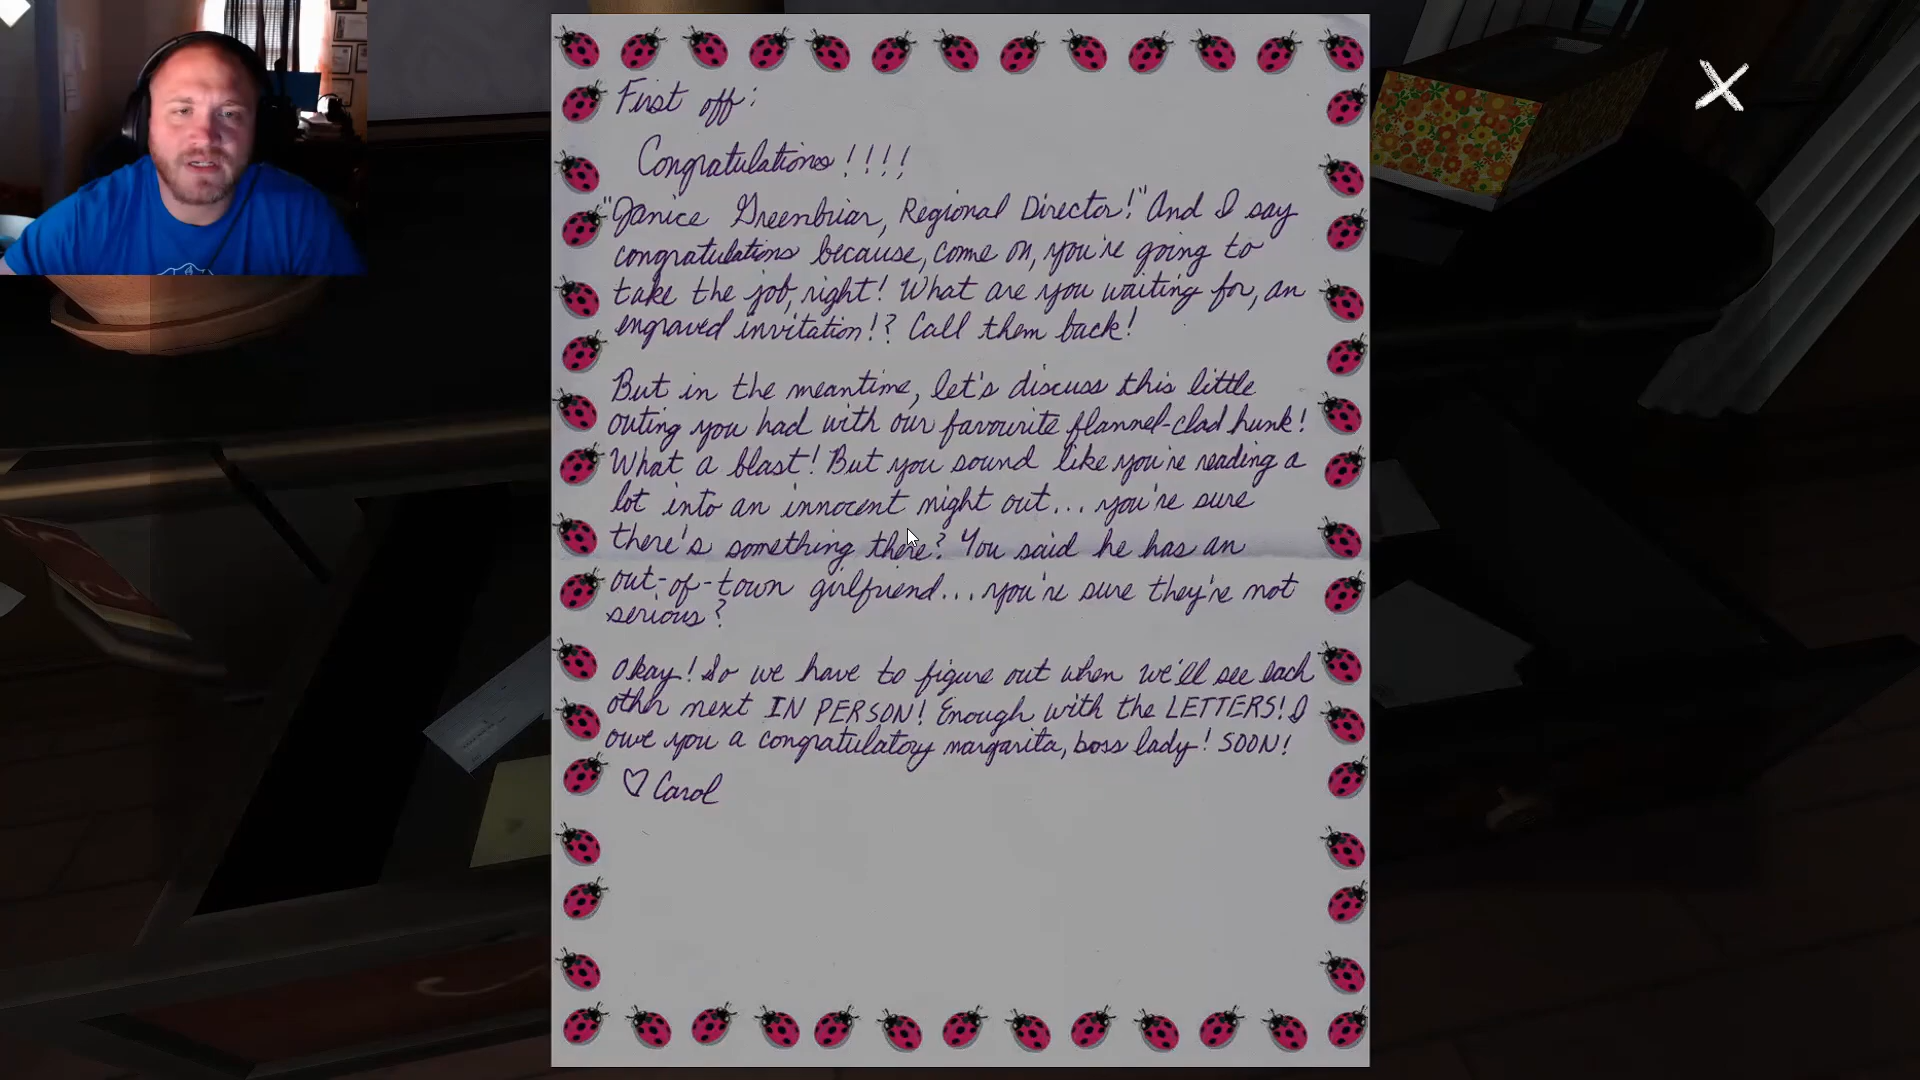 First off:
Congratulations!!!!
"Janice Greenbriar, Regional Director!" And I say
congratulations because, come on, you're going to
take the job, right! What are you waiting for, an
engraved invitation!? Call them back!
But in the meantime, let's discuss this little
outing you had with our favourite flannel-clad hunk!
What a blast! But you sound like you're reading a
lot into an innocent night out... you're sure
there's something there? You said he has an
out-of-town girlfriend... you're sure they're not
serious?
Okay! So we have to figure out when we'll see each
other next IN PERSON! Enough with the LETTERS! I
owe you a congratulatory margarita, boss lady! SOON!
♡ Carol